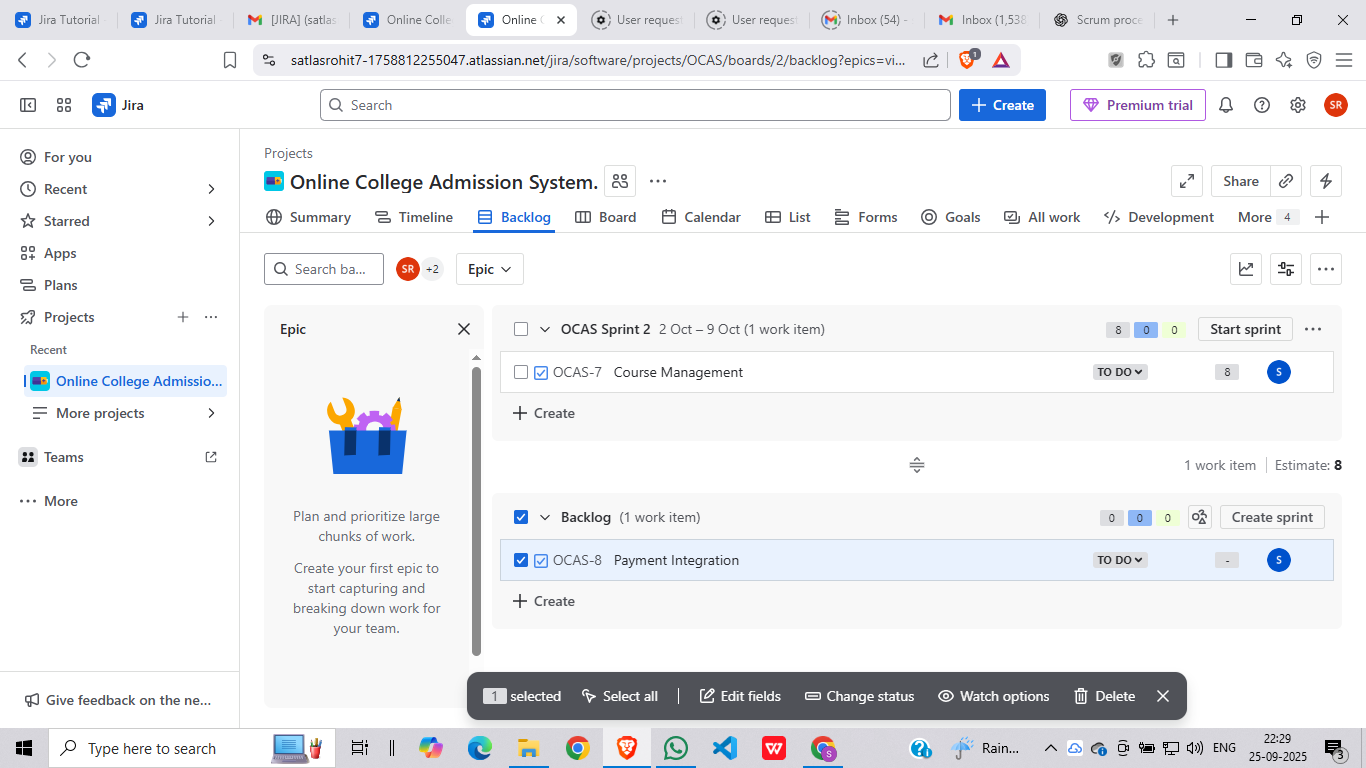 Jira Tutorial
Jira Tutorial
[JIRA] (satlas
Online Colle
Online C
User request
User request
Inbox (54) -
Inbox (1,538
Scrum proce
satlasrohit7-1758812255047.atlassian.net/jira/software/projects/OCAS/boards/2/backlog?epics=vi...
1
Jira
Search
Create
Premium trial
SR
For you
Recent
Starred
Apps
Plans
Projects
Recent
Online College Admissio...
More projects
Teams
More
Give feedback on the ne...
Projects
Online College Admission System.
Share
Summary
Timeline
Backlog
Board
Calendar
List
Forms
Goals
All work
Development
More 4
Search ba...
SR +2
Epic
Epic
Plan and prioritize large
chunks of work.
Create your first epic to
start capturing and
breaking down work for
your team.
OCAS Sprint 2 2 Oct – 9 Oct (1 work item) 8 0 0 Start sprint
OCAS-7 Course Management TO DO 8 S
Create
1 work item Estimate: 8
Backlog (1 work item) 0 0 0 Create sprint
OCAS-8 Payment Integration TO DO - S
Create
1 selected Select all Edit fields Change status Watch options Delete
Type here to search
Rain...
ENG
22:29
25-09-2025
3